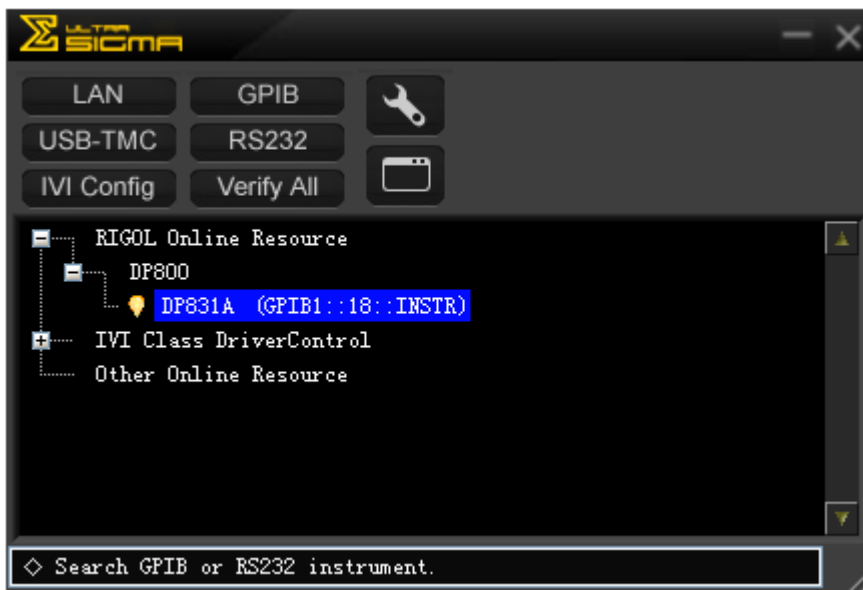 ULTRA
SIGMA
LAN
GPIB
USB-TMC
RS232
IVI Config
Verify All
RIGOL Online Resource
DP800
DP831A (GPIB1::18::INSTR)
IVI Class DriverControl
Other Online Resource
◇ Search GPIB or RS232 instrument.